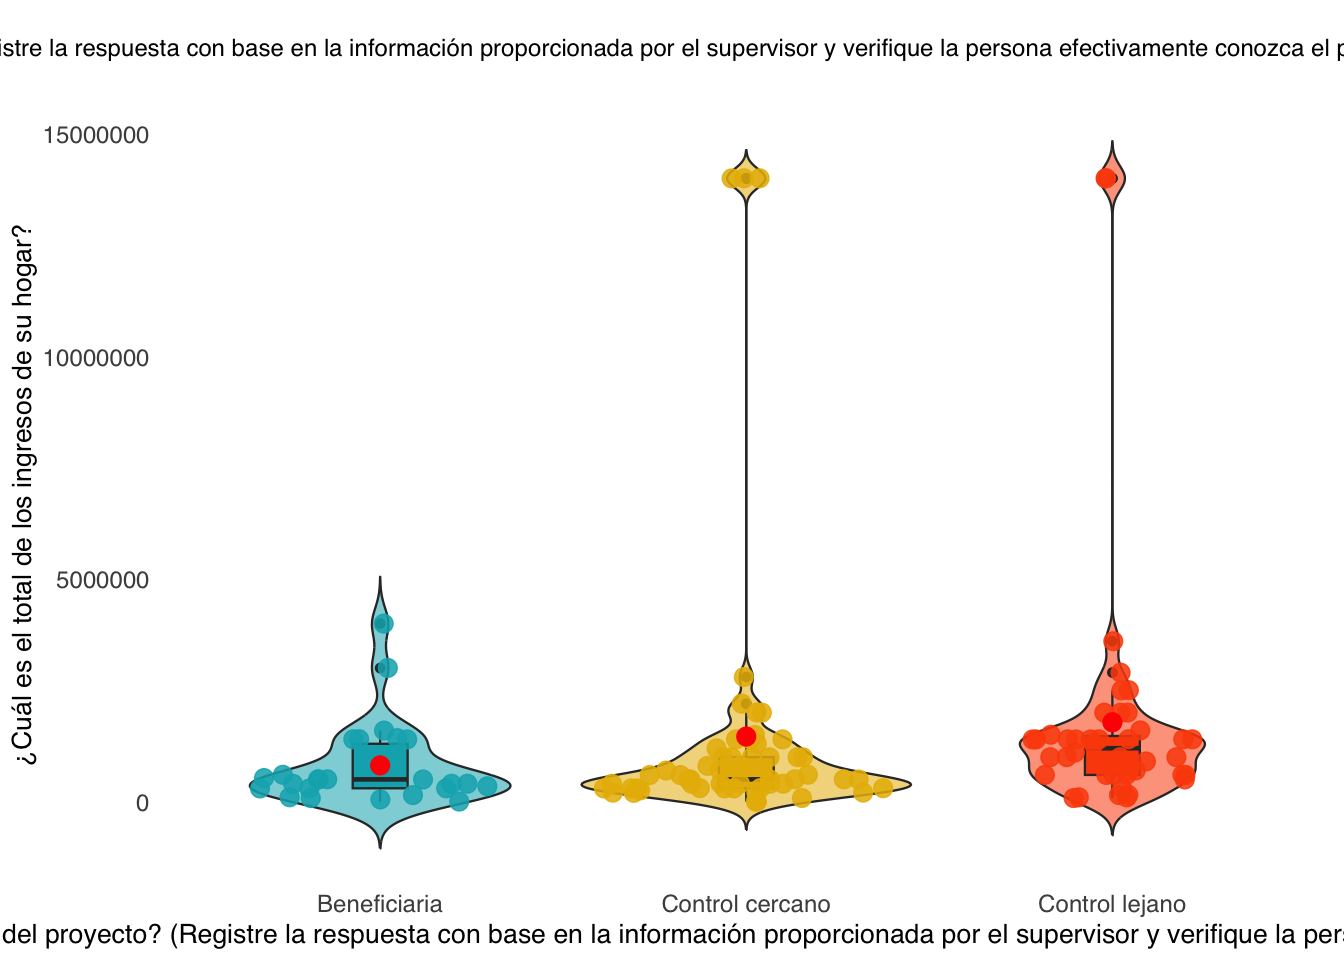 istre la respuesta con base en la información proporcionada por el supervisor y verifique la persona efectivamente conozca el p
15000000
10000000
5000000
0
¿Cuál es el total de los ingresos de su hogar?
Beneficiaria
Control cercano
Control lejano
del proyecto? (Registre la respuesta con base en la información proporcionada por el supervisor y verifique la pers